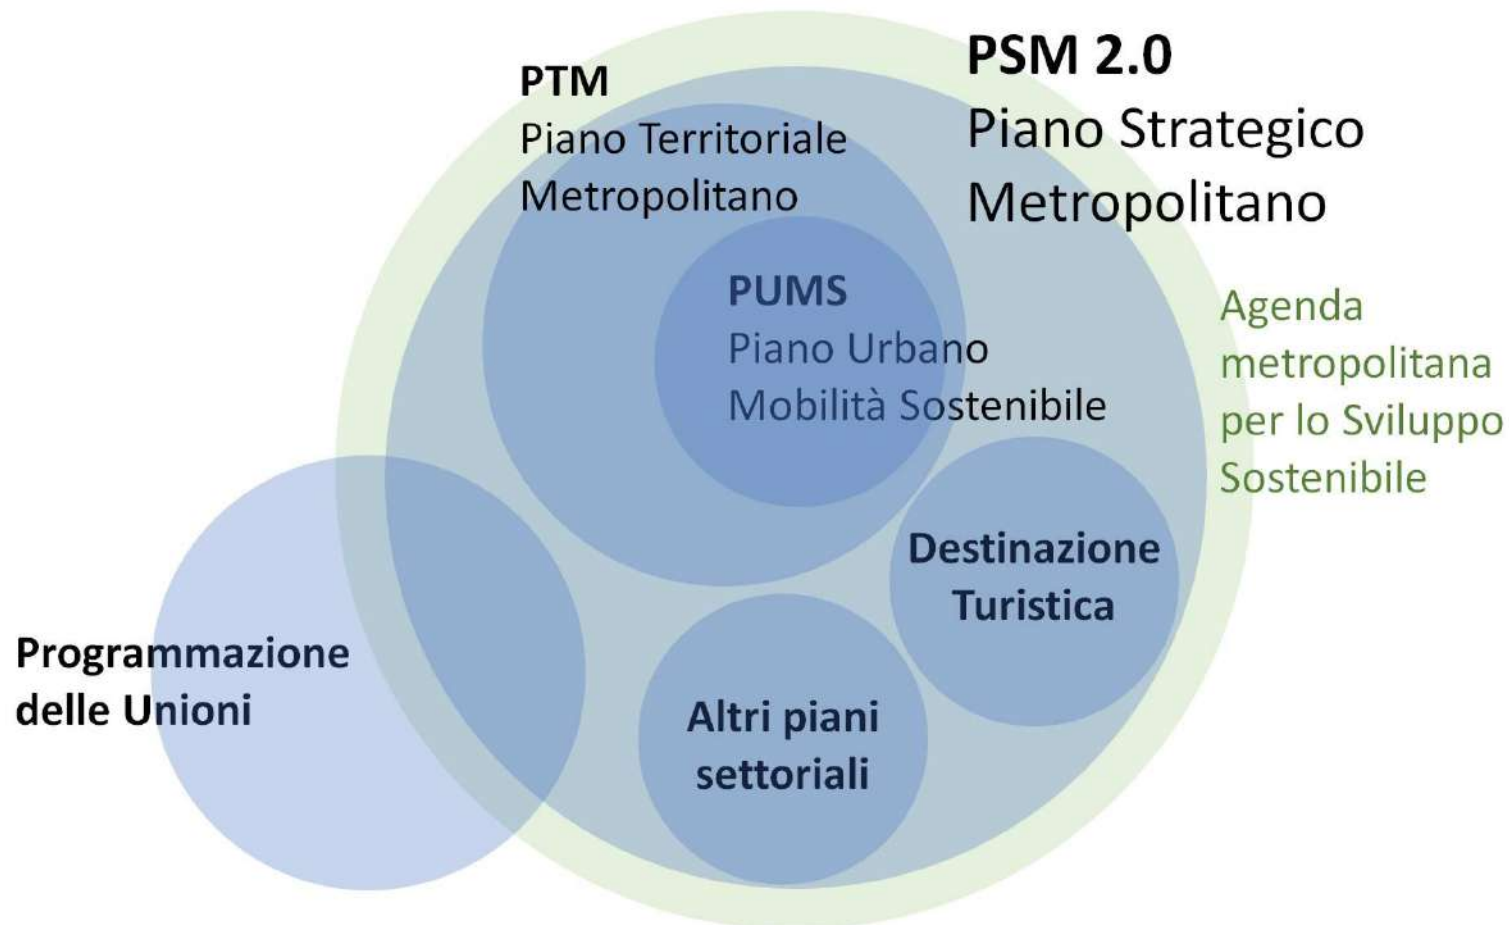 PTM
Piano Territoriale
Metropolitano
PSM 2.0
Piano Strategico
Metropolitano
PUMS
Piano Urbano
Mobilità Sostenibile
Agenda
metropolitana
per lo Sviluppo
Sostenibile
Destinazione
Turistica
Programmazione
delle Unioni
Altri piani
settoriali